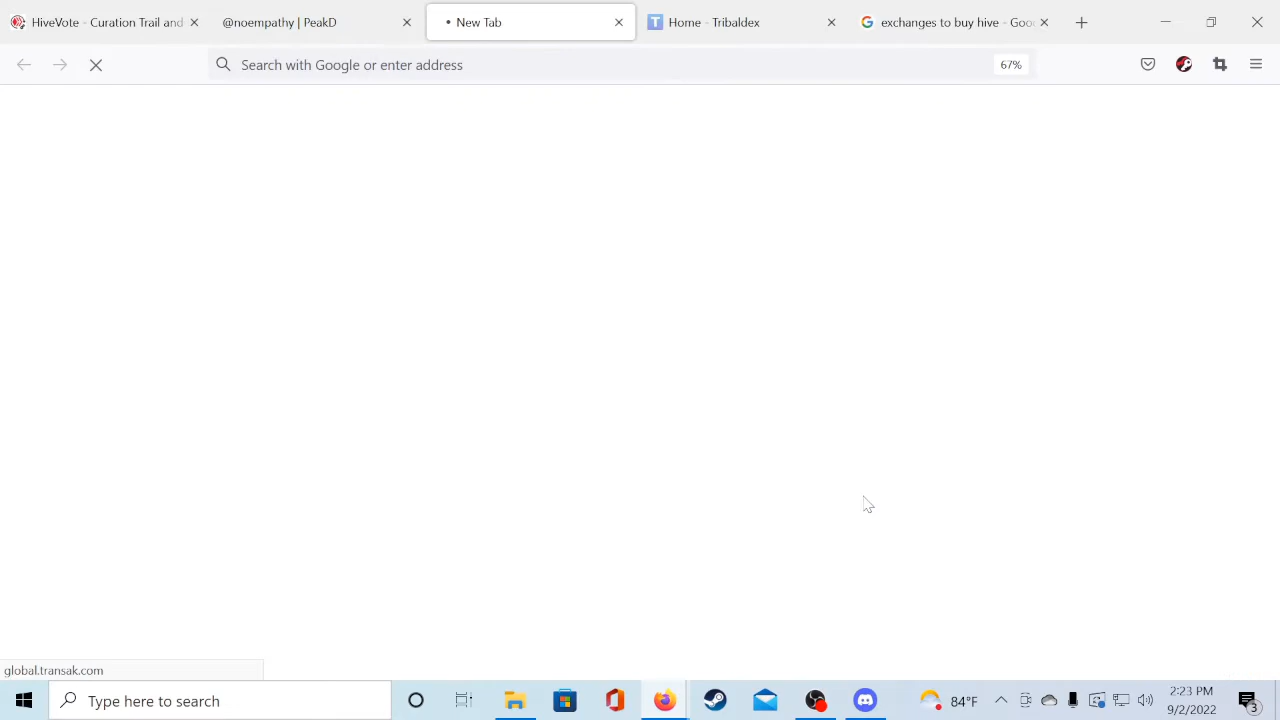 HiveVote - Curation Trail and
@noempathy | PeakD
New Tab
Home - Tribaldex
exchanges to buy hive - Goo
Search with Google or enter address
67%
global.transak.com
Type here to search
84°F
2:23 PM
9/2/2022
3